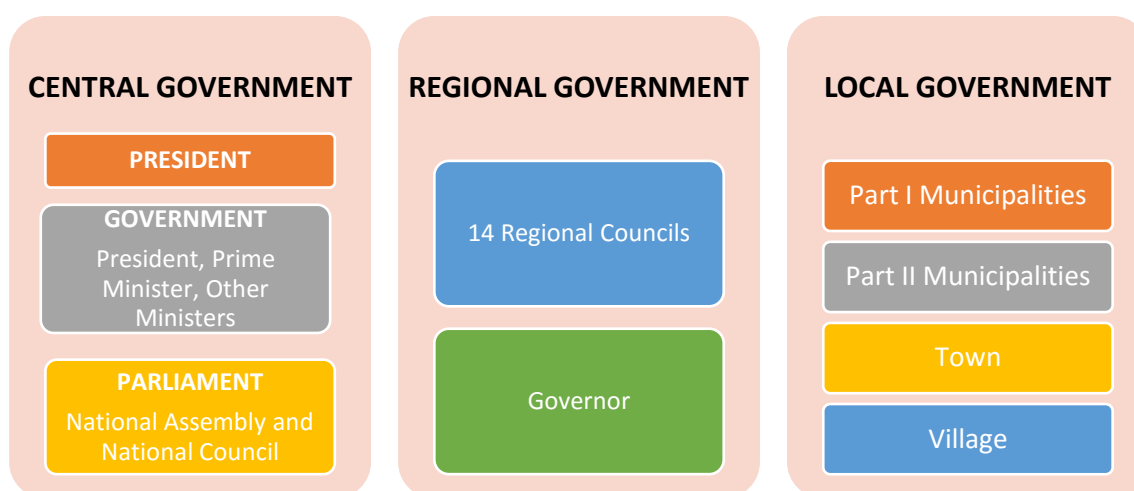 CENTRAL GOVERNMENT
PRESIDENT
GOVERNMENT
President, Prime
Minister, Other
Ministers
PARLIAMENT
National Assembly and
National Council
REGIONAL GOVERNMENT
14 Regional Councils
Governor
LOCAL GOVERNMENT
Part I Municipalities
Part II Municipalities
Town
Village